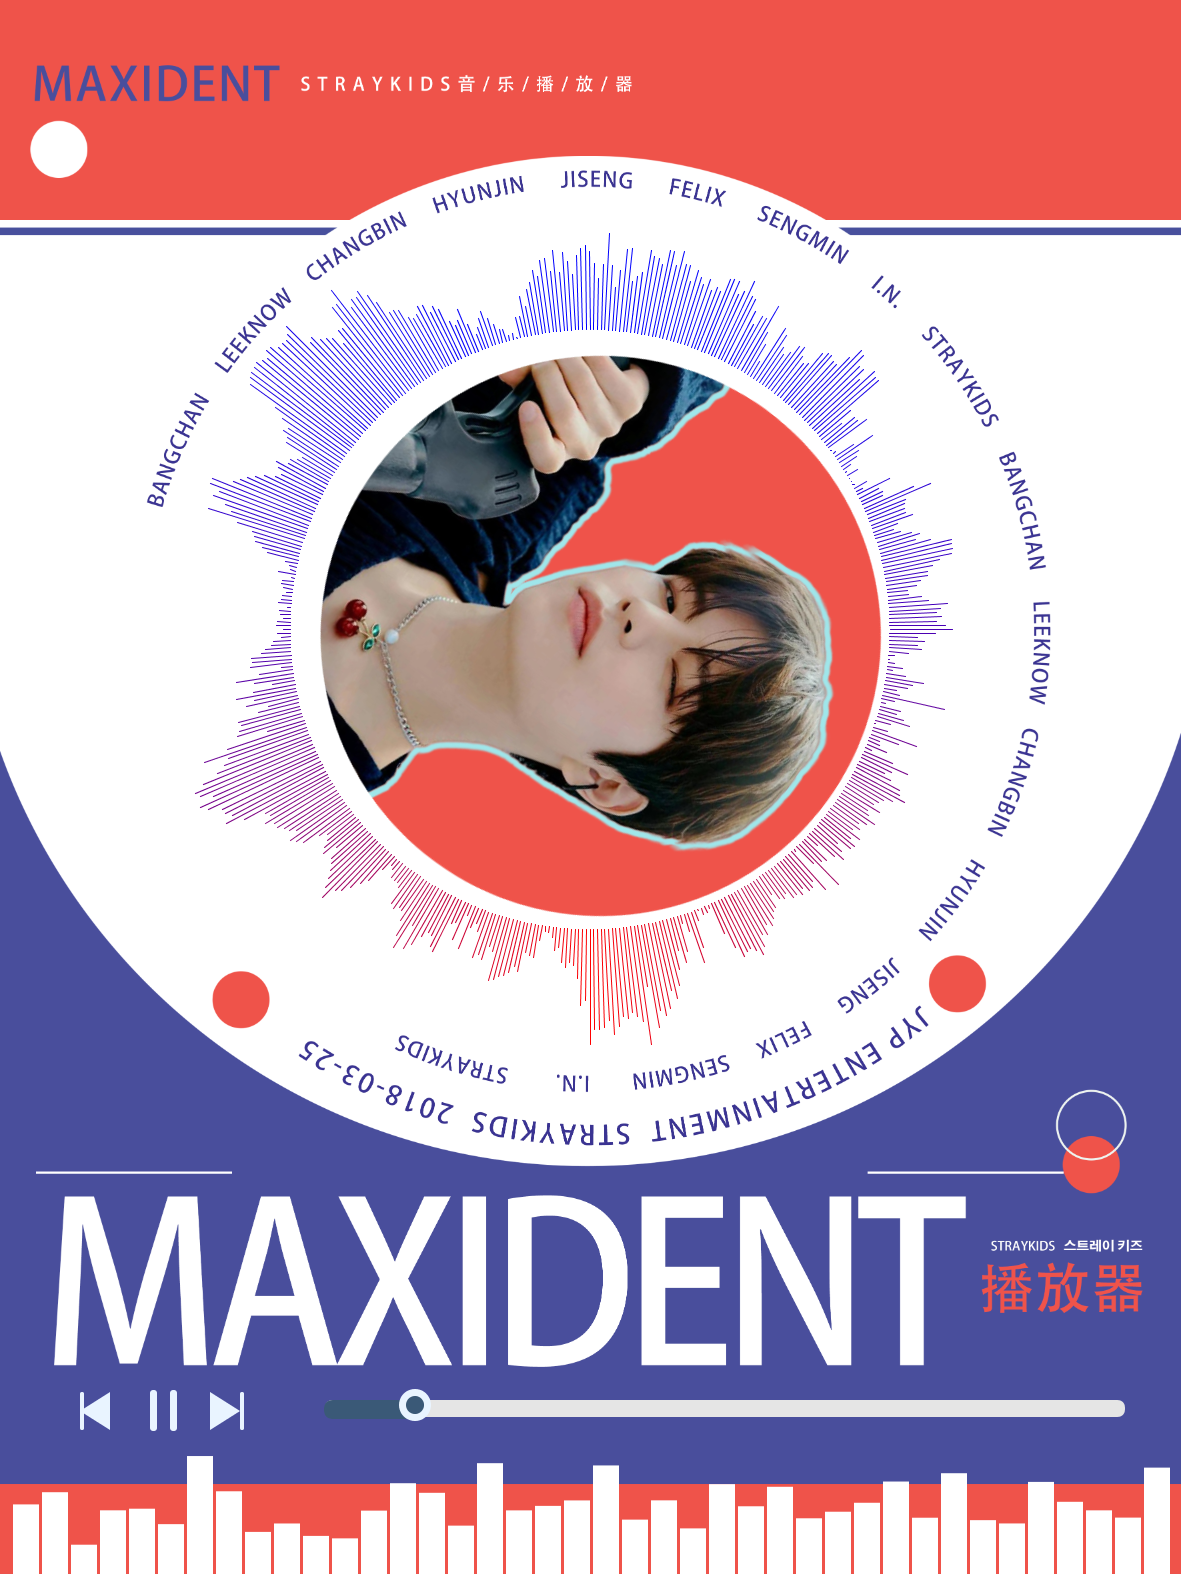 MAXIDENT
STRAYKIDS音/乐/播/放/器
BANGCHAN LEEKNOW CHANGBIN HYUNJIN JISENG FELIX SENGMIN I.N. STRAYKIDS BANGCHAN LEEKNOW CHANGBIN HYUNJIN JISENG FELIX SENGMIN I.N. STRAYKIDS
JYP ENTERTAINMENT STRAYKIDS 2018-03-25
MAXIDENT
STRAYKIDS 스트레이 키즈
播放器